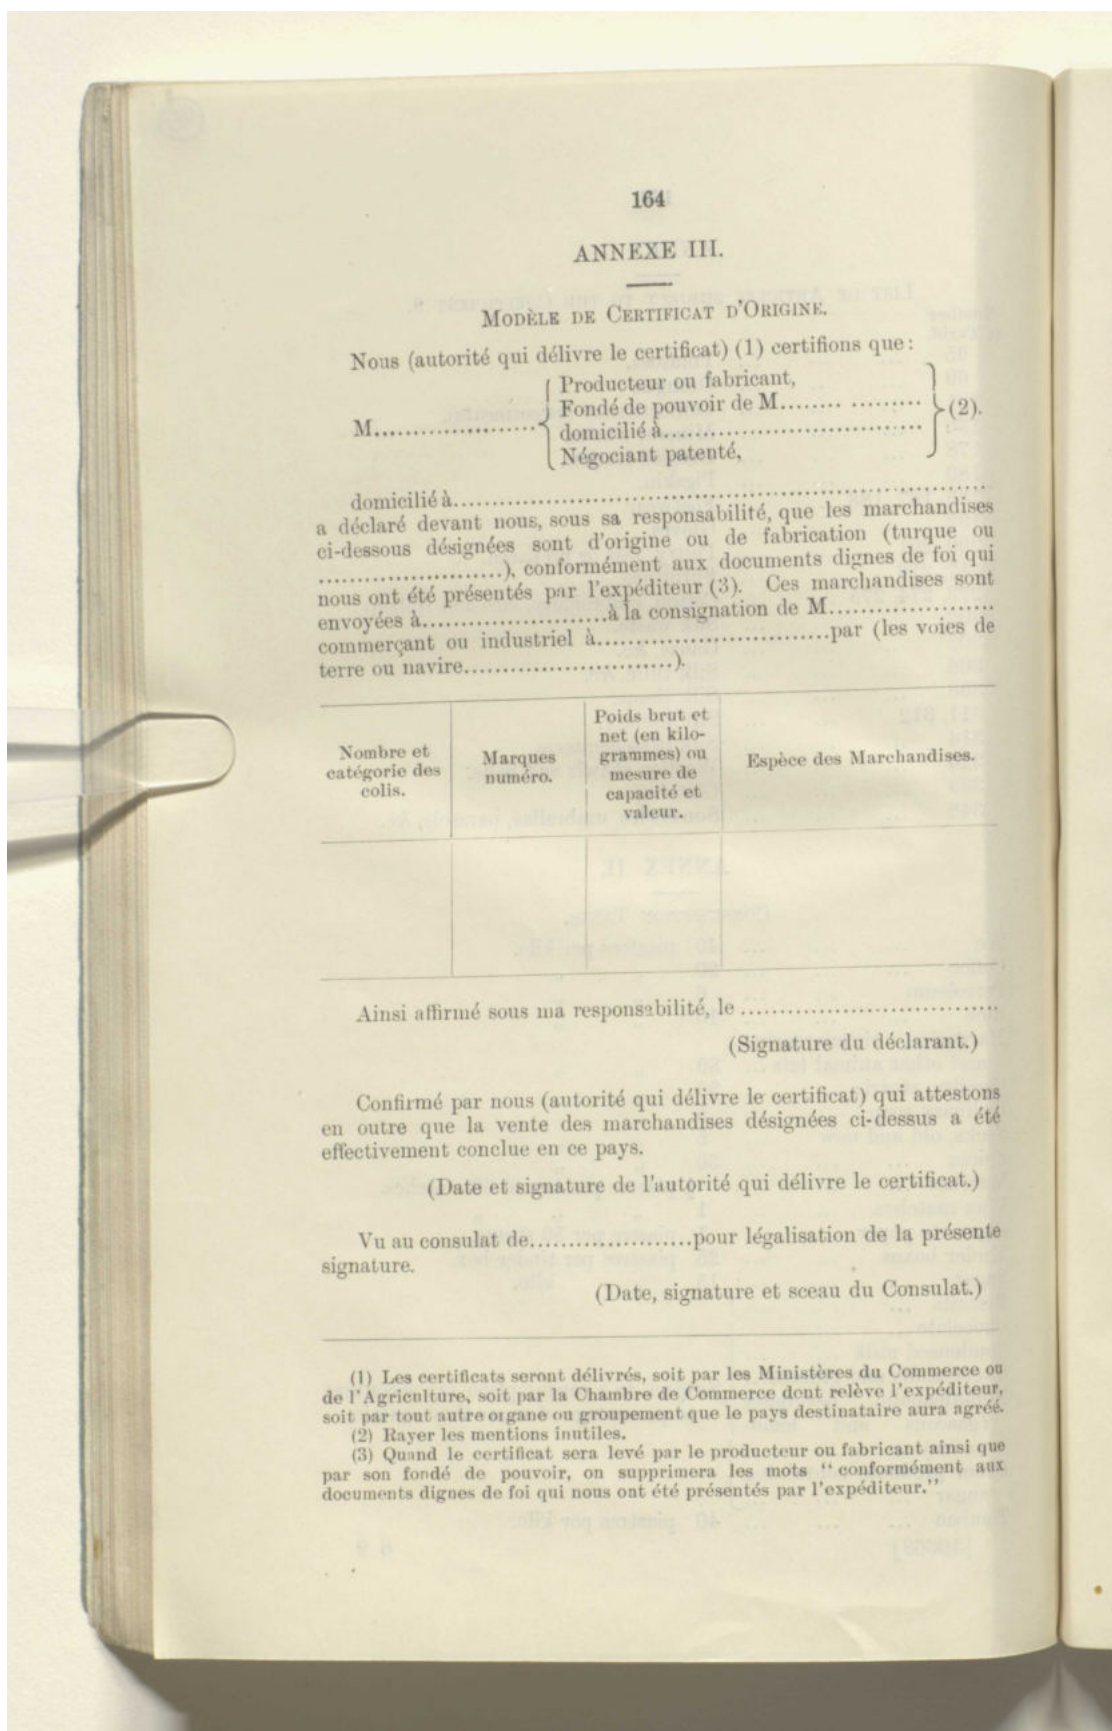 164
ANNEXE III.
MODÈLE DE CERTIFICAT D'ORIGINE.
Nous (autorité qui délivre le certificat) (1) certifions que:
Producteur ou fabricant,
Fondé de pouvoir de M........ .........
M..................... domicilié à................................. (2).
Négociant patenté,
domicilié à......................................................................
a déclaré devant nous, sous sa responsabilité, que les marchandises
ci-dessous désignées sont d'origine ou de fabrication (turque ou
........................), conformément aux documents dignes de foi qui
nous ont été présentés par l'expéditeur (3). Ces marchandises sont
envoyées à........................à la consignation de M.....................
commerçant ou industriel à..............................par (les voies de
terre ou navire...........................).
Nombre et
catégorie des
colis.
Marques
numéro.
Poids brut et
net (en kilo-
grammes) ou
mesure de
capacité et
valeur.
Espèce des Marchandises.
Ainsi affirmé sous ma responsabilité, le .................................
(Signature du déclarant.)
Confirmé par nous (autorité qui délivre le certificat) qui attestons
en outre que la vente des marchandises désignées ci-dessus a été
effectivement conclue en ce pays.
(Date et signature de l'autorité qui délivre le certificat.)
Vu au consulat de.....................pour légalisation de la présente
signature.
(Date, signature et sceau du Consulat.)
(1) Les certificats seront délivrés, soit par les Ministères du Commerce ou
de l'Agriculture, soit par la Chambre de Commerce dont relève l'expéditeur,
soit par tout autre organe ou groupement que le pays destinataire aura agréé.
(2) Rayer les mentions inutiles.
(3) Quand le certificat sera levé par le producteur ou fabricant ainsi que
par son fondé de pouvoir, on supprimera les mots "conformément aux
documents dignes de foi qui nous ont été présentés par l'expéditeur."